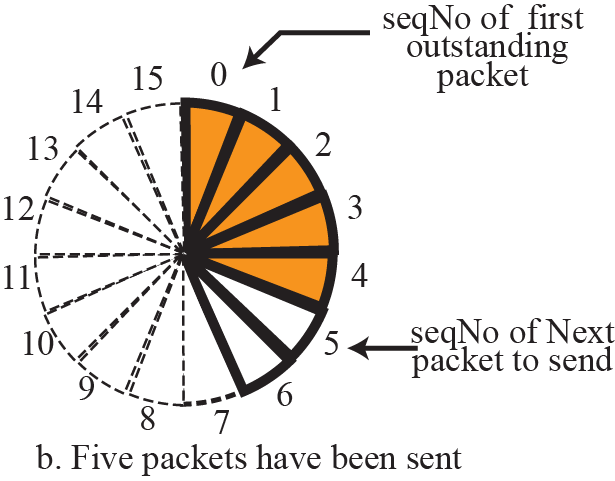 seqNo of first
outstanding
packet
0
1
2
3
4
5
6
7
8
9
10
11
12
13
14
15
seqNo of Next
packet to send
b. Five packets have been sent